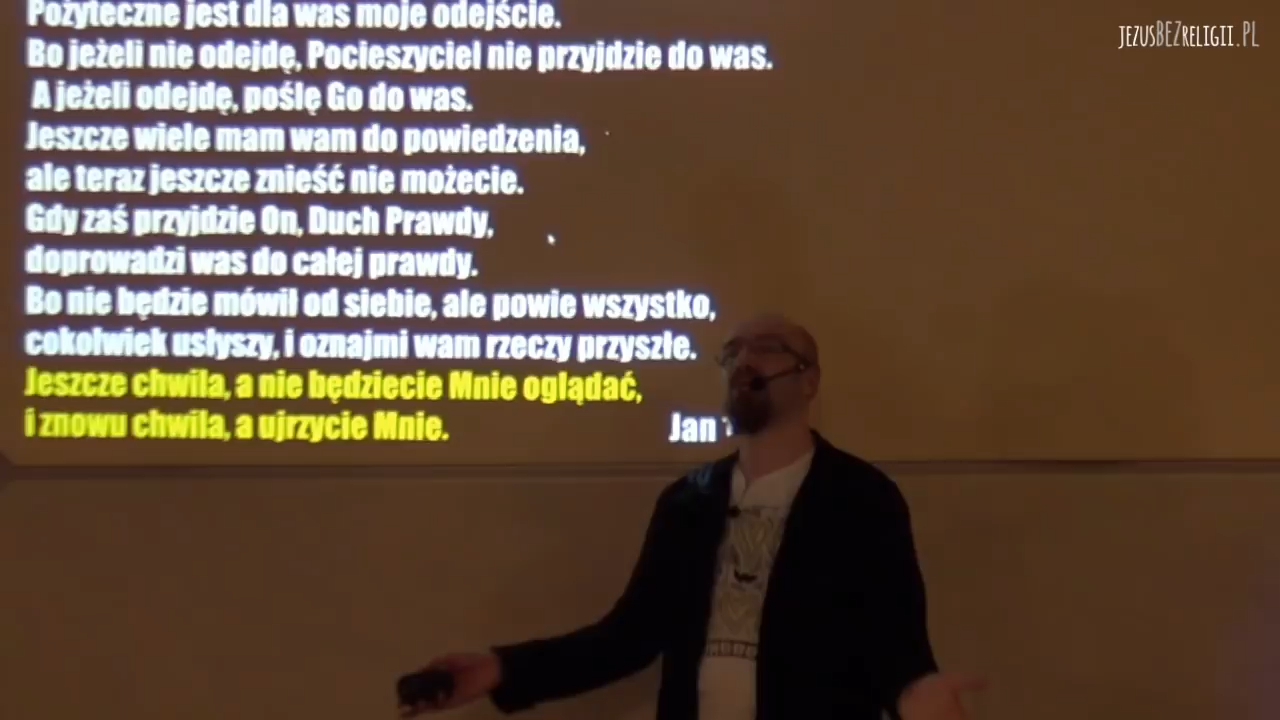 Pożyteczne jest dla was moje odejście.
Bo jeżeli nie odejdę, Pocieszyciel nie przyjdzie do was.
A jeżeli odejdę, poślę Go do was.
Jeszcze wiele mam wam do powiedzenia,
ale teraz jeszcze znieść nie możecie.
Gdy zaś przyjdzie On, Duch Prawdy,
doprowadzi was do całej prawdy.
Bo nie będzie mówił od siebie, ale powie wszystko,
cokolwiek usłyszy, i oznajmi wam rzeczy przyszłe.
Jeszcze chwila, a nie będziecie Mnie oglądać,
i znowu chwila, a ujrzycie Mnie.
Jan
jezusBEZreligii.PL